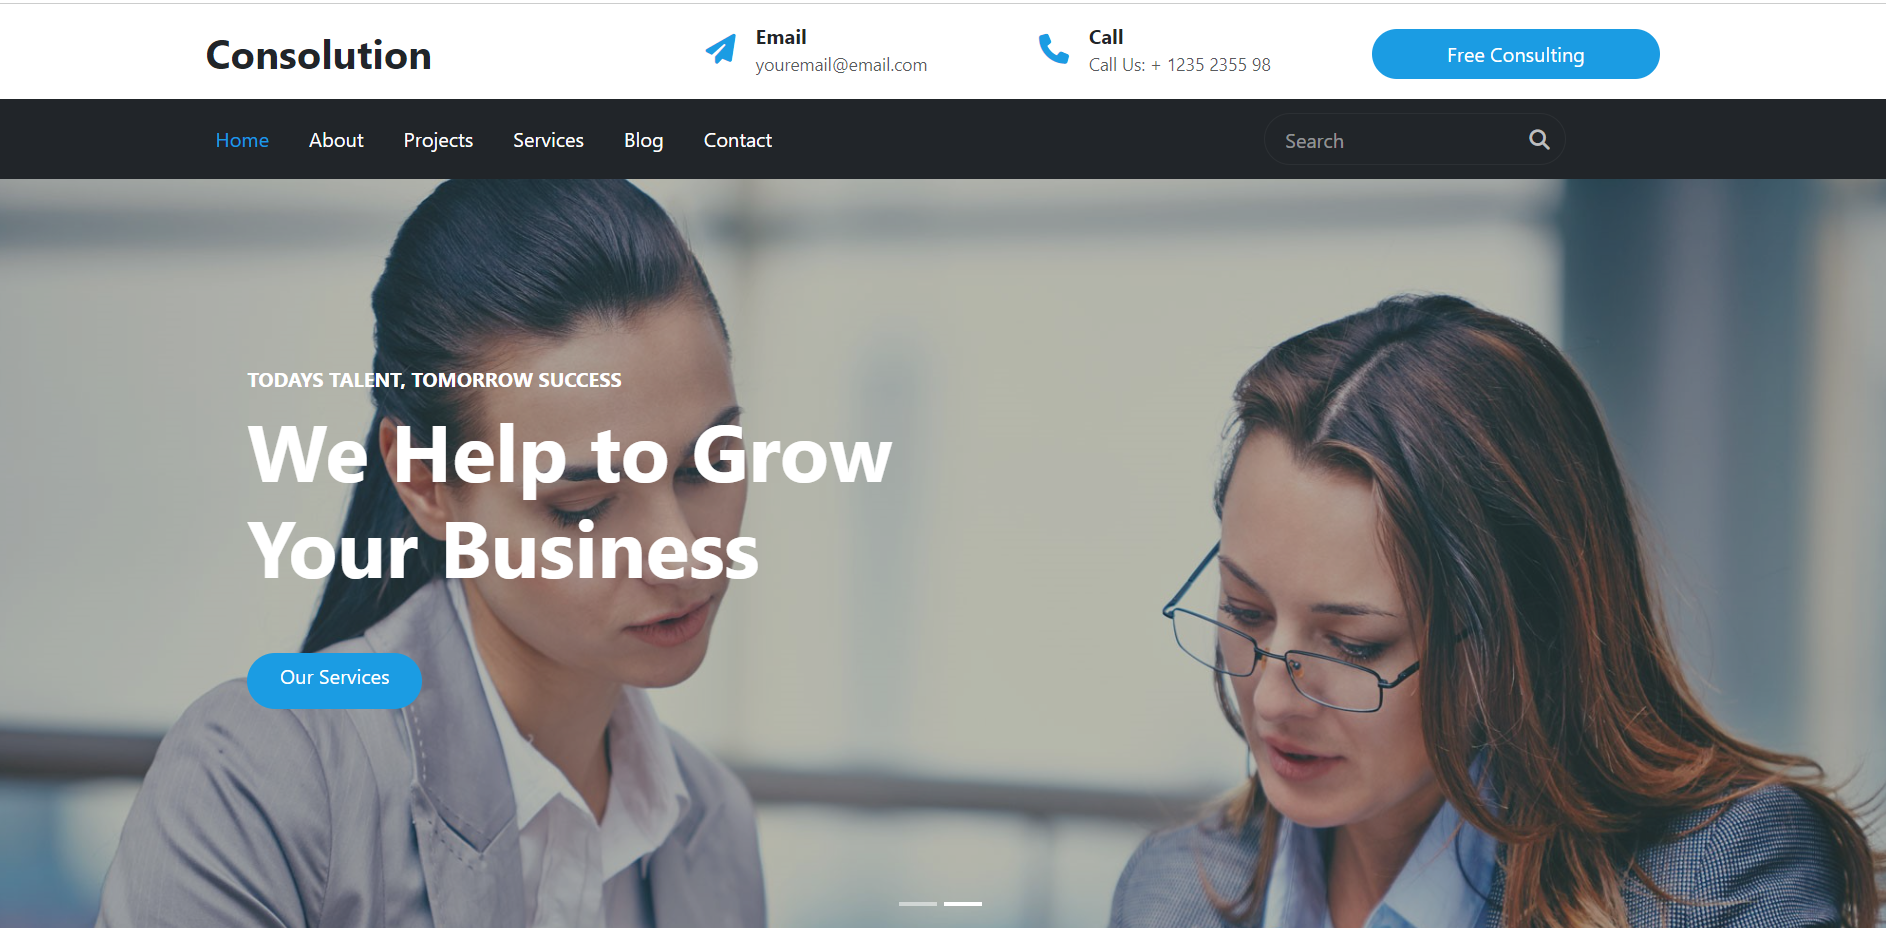 Consolution
Email
youremail@email.com
Call
Call Us: + 1235 2355 98
Free Consulting
Home About Projects Services Blog Contact
Search
TODAYS TALENT, TOMORROW SUCCESS
We Help to Grow
Your Business
Our Services